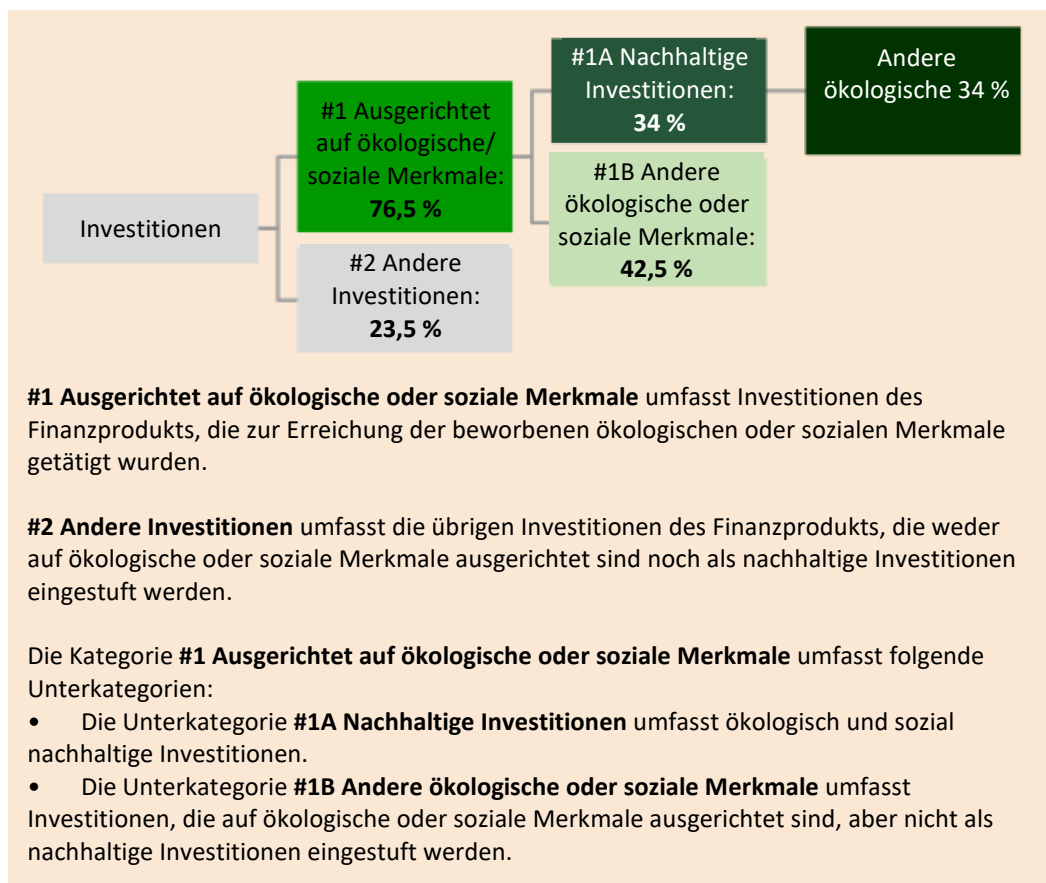 Investitionen
#1 Ausgerichtet
auf ökologische/
soziale Merkmale:
76,5 %
#2 Andere
Investitionen:
23,5 %
#1A Nachhaltige
Investitionen:
34 %
#1B Andere
ökologische oder
soziale Merkmale:
42,5 %
Andere
ökologische 34 %
#1 Ausgerichtet auf ökologische oder soziale Merkmale umfasst Investitionen des
Finanzprodukts, die zur Erreichung der beworbenen ökologischen oder sozialen Merkmale
getätigt wurden.
#2 Andere Investitionen umfasst die übrigen Investitionen des Finanzprodukts, die weder
auf ökologische oder soziale Merkmale ausgerichtet sind noch als nachhaltige Investitionen
eingestuft werden.
Die Kategorie #1 Ausgerichtet auf ökologische oder soziale Merkmale umfasst folgende
Unterkategorien:
• Die Unterkategorie #1A Nachhaltige Investitionen umfasst ökologisch und sozial
nachhaltige Investitionen.
• Die Unterkategorie #1B Andere ökologische oder soziale Merkmale umfasst
Investitionen, die auf ökologische oder soziale Merkmale ausgerichtet sind, aber nicht als
nachhaltige Investitionen eingestuft werden.